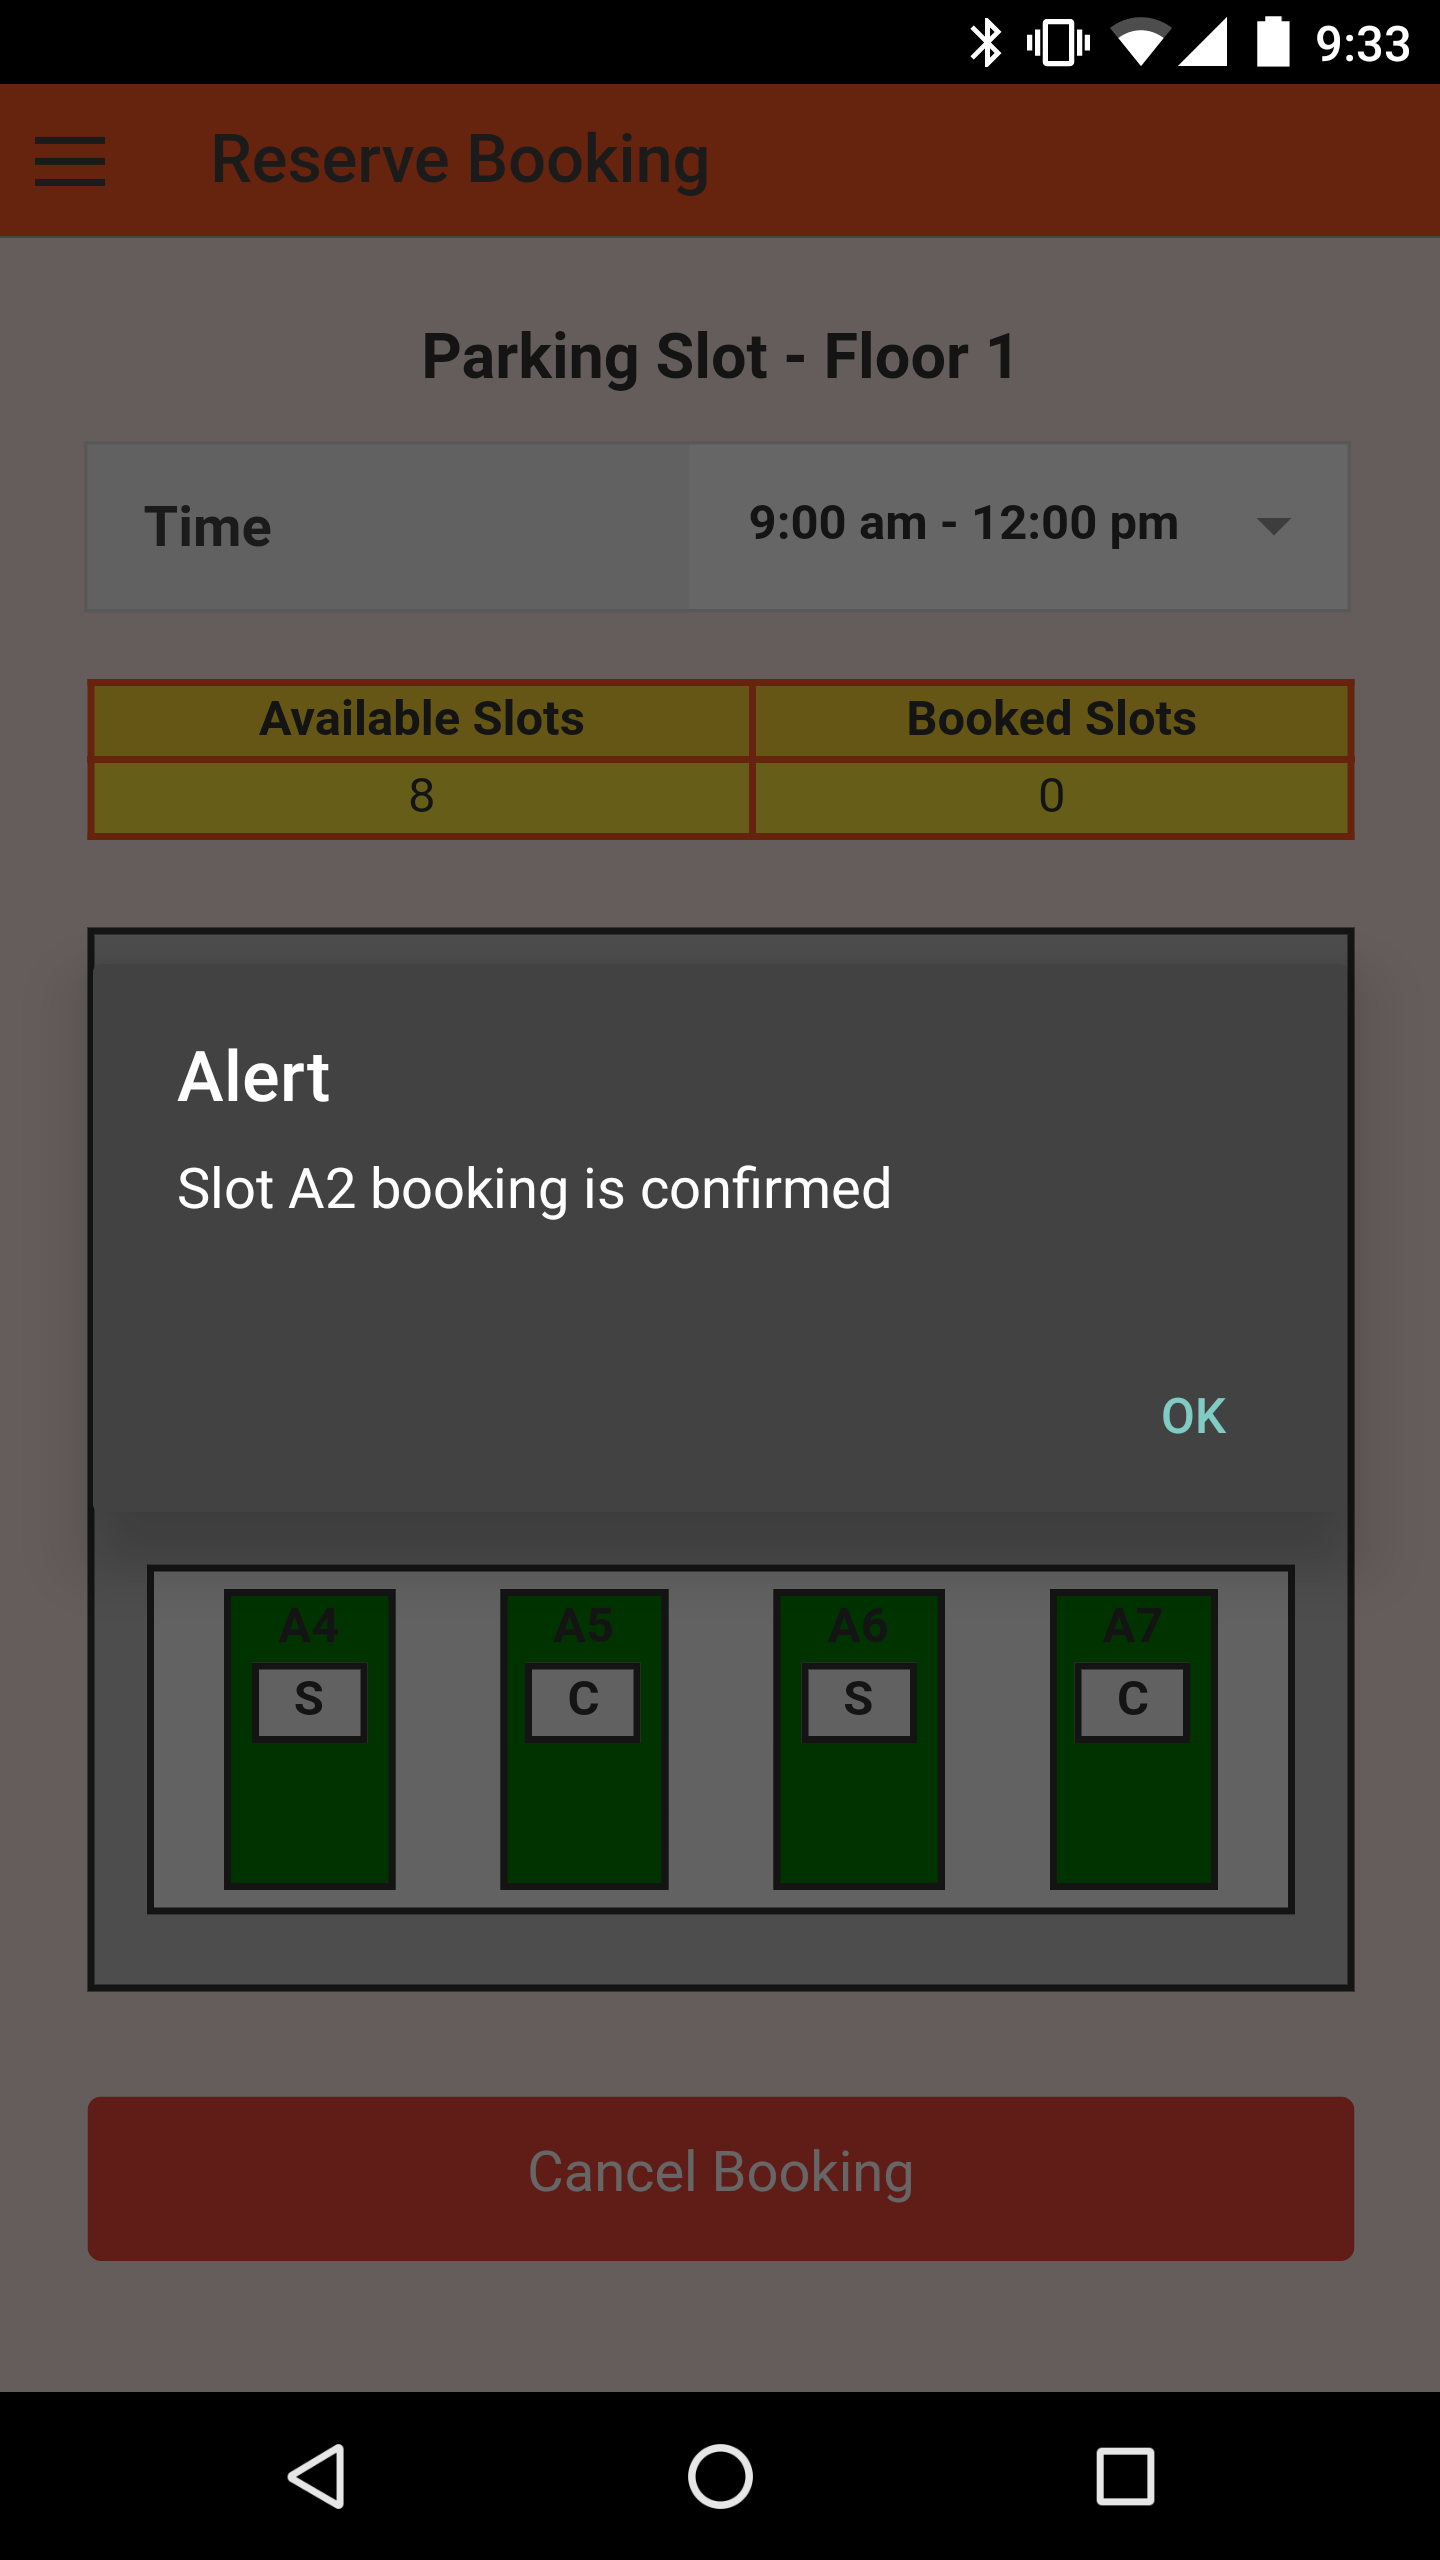 9:33
Reserve Booking
Parking Slot - Floor 1
Time 9:00 am - 12:00 pm
Available Slots Booked Slots
8 0
Alert
Slot A2 booking is confirmed
OK
A4 A5 A6 A7
S C S C
Cancel Booking